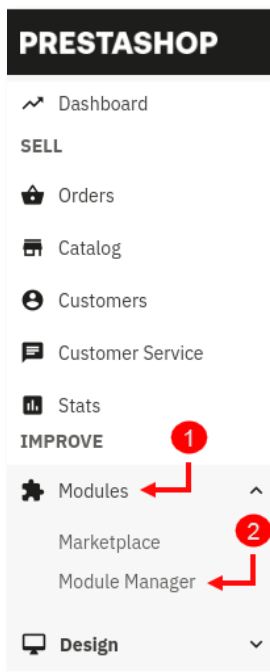 PRESTASHOP
Dashboard
SELL
Orders
Catalog
Customers
Customer Service
Stats
IMPROVE
1
Modules
Marketplace
2
Module Manager
Design